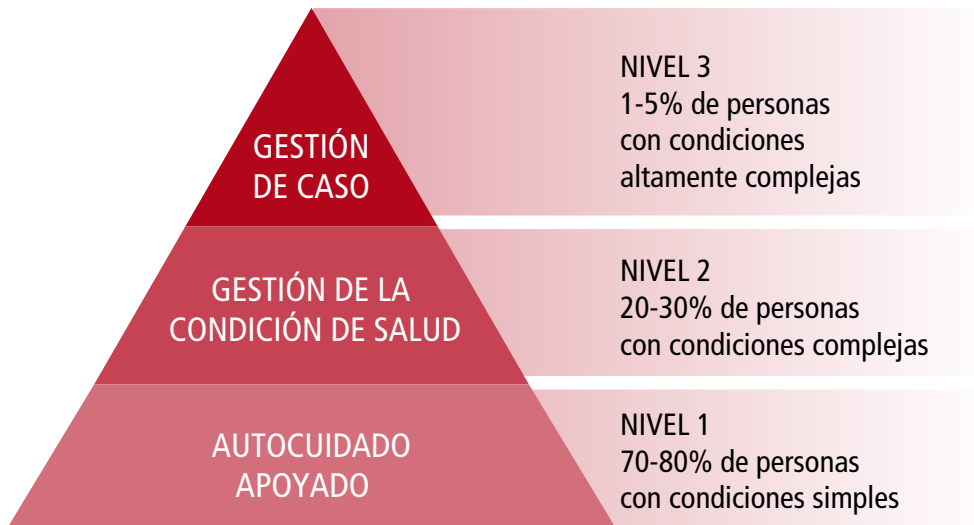 GESTIÓN
DE CASO
NIVEL 3
1-5% de personas
con condiciones
altamente complejas
GESTIÓN DE LA
CONDICIÓN DE SALUD
NIVEL 2
20-30% de personas
con condiciones complejas
AUTOCUIDADO
APOYADO
NIVEL 1
70-80% de personas
con condiciones simples